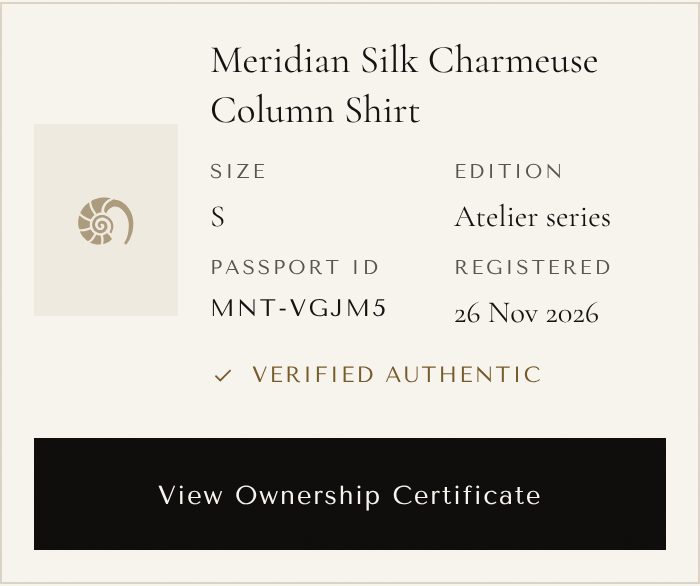 Meridian Silk Charmeuse
Column Shirt
SIZE
EDITION
S
Atelier series
PASSPORT ID
REGISTERED
MNT-VGJM5
26 Nov 2026
VERIFIED AUTHENTIC
View Ownership Certificate